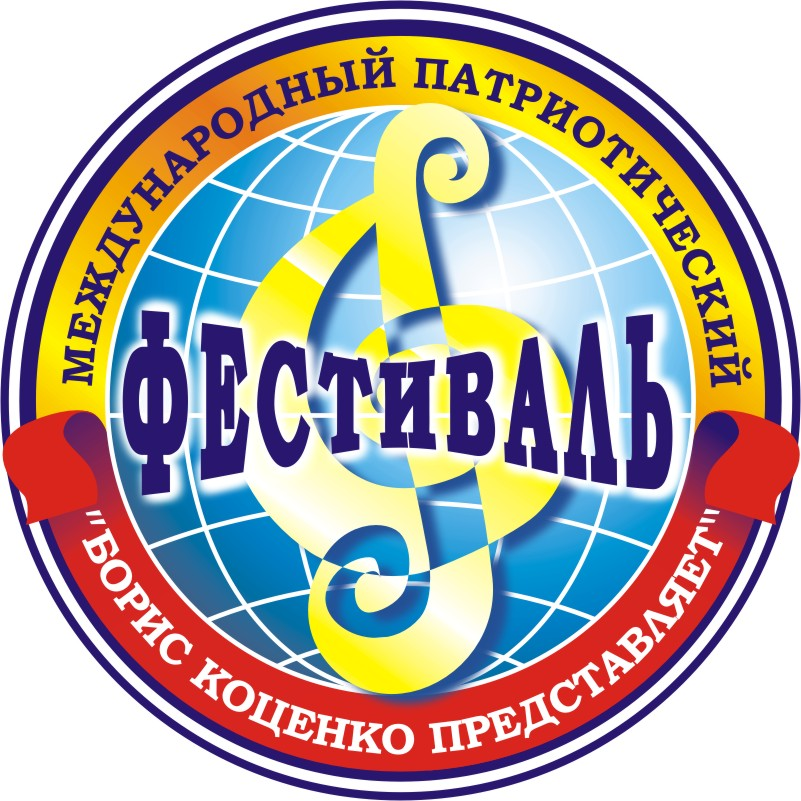 МЕЖДУНАРОДНЫЙ ПАТРИОТИЧЕСКИЙ
ФЕСТИВАЛЬ
"БОРИС КОЦЕНКО ПРЕДСТАВЛЯЕТ"